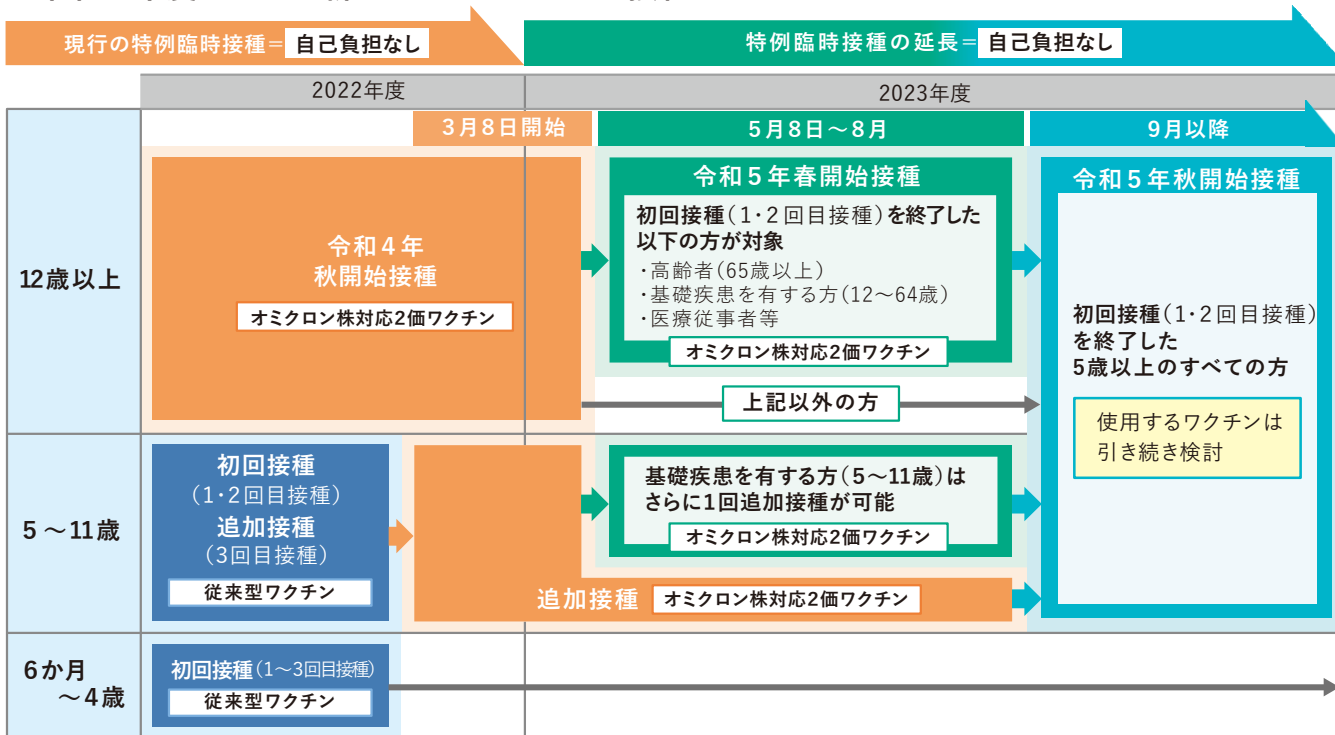 現行の特例臨時接種＝ 自己負担なし
特例臨時接種の延長＝ 自己負担なし
2022年度
2023年度
3月8日開始
5月8日～8月
9月以降
12歳以上
令和4年
秋開始接種
オミクロン株対応2価ワクチン
令和5年春開始接種
初回接種（1・2回目接種）を終了した
以下の方が対象
・高齢者（65歳以上）
・基礎疾患を有する方（12～64歳）
・医療従事者等
オミクロン株対応2価ワクチン
上記以外の方
令和5年秋開始接種
初回接種（1・2回目接種）
を終了した
5歳以上のすべての方
使用するワクチンは
引き続き検討
5～11歳
初回接種
（1・2回目接種）
追加接種
（3回目接種）
従来型ワクチン
基礎疾患を有する方（5～11歳）は
さらに1回追加接種が可能
オミクロン株対応2価ワクチン
追加接種 オミクロン株対応2価ワクチン
6か月
～4歳
初回接種（1～3回目接種）
従来型ワクチン